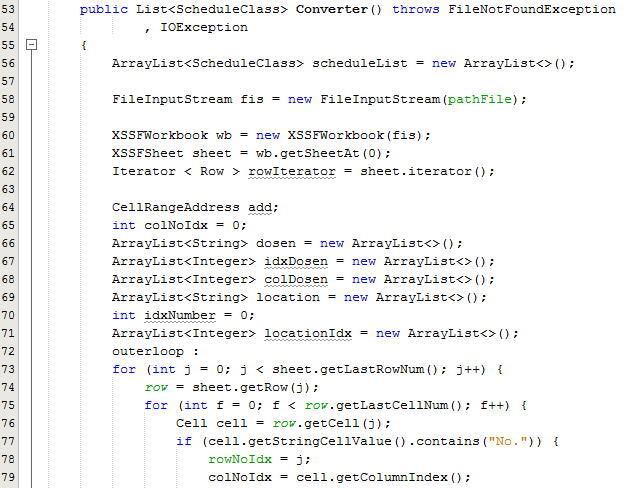 53 public List<ScheduleClass> Converter() throws FileNotFoundException
54 , IOException
55 {
56 ArrayList<ScheduleClass> scheduleList = new ArrayList<>();
57
58 FileInputStream fis = new FileInputStream(pathFile);
59
60 XSSFWorkbook wb = new XSSFWorkbook(fis);
61 XSSFSheet sheet = wb.getSheetAt(0);
62 Iterator < Row > rowIterator = sheet.iterator();
63
64 CellRangeAddress add;
65 int colNoIdx = 0;
66 ArrayList<String> dosen = new ArrayList<>();
67 ArrayList<Integer> idxDosen = new ArrayList<>();
68 ArrayList<Integer> colDosen = new ArrayList<>();
69 ArrayList<String> location = new ArrayList<>();
70 int idxNumber = 0;
71 ArrayList<Integer> locationIdx = new ArrayList<>();
72 outerloop :
73 for (int j = 0; j < sheet.getLastRowNum(); j++) {
74 row = sheet.getRow(j);
75 for (int f = 0; f < row.getLastCellNum(); f++) {
76 Cell cell = row.getCell(j);
77 if (cell.getStringCellValue().contains("No.")) {
78 rowNoIdx = j;
79 colNoIdx = cell.getColumnIndex();